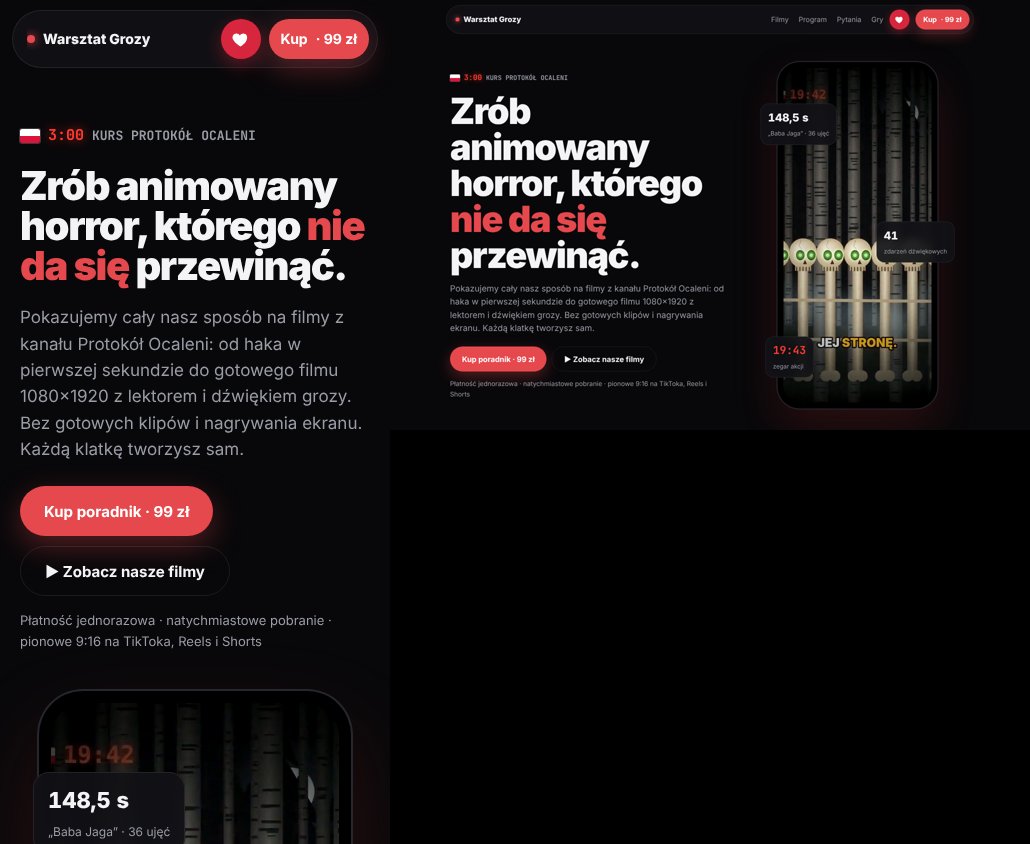 Warsztat Grozy
Kup · 99 zł
3:00 KURS PROTOKÓŁ OCALENI
Zrób animowany
horror, którego nie
da się przewinąć.
Pokazujemy cały nasz sposób na filmy z
kanału Protokół Ocaleni: od haka w
pierwszej sekundzie do gotowego filmu
1080×1920 z lektorem i dźwiękiem grozy.
Bez gotowych klipów i nagrywania ekranu.
Każdą klatkę tworzysz sam.
Kup poradnik · 99 zł
▶ Zobacz nasze filmy
Płatność jednorazowa · natychmiastowe pobranie ·
pionowe 9:16 na TikToka, Reels i Shorts
19:42
148,5 s
„Baba Jaga” · 36 ujęć
Warsztat Grozy
Filmy Program Pytania Gry Kup · 99 zł
3:00 KURS PROTOKÓŁ OCALENI
Zrób
animowany
horror, którego
nie da się
przewinąć.
Pokazujemy cały nasz sposób na filmy z kanału Protokół Ocaleni: od
haka w pierwszej sekundzie do gotowego filmu 1080×1920 z
lektorem i dźwiękiem grozy. Bez gotowych klipów i nagrywania
ekranu. Każdą klatkę tworzysz sam.
Kup poradnik · 99 zł
▶ Zobacz nasze filmy
Płatność jednorazowa · natychmiastowe pobranie · pionowe 9:16 na TikToka, Reels i
Shorts
19:42
148,5 s
„Baba Jaga” · 36 ujęć
41
zdarzeń dźwiękowych
JEJ STRONĘ.
19:43
zegar akcji